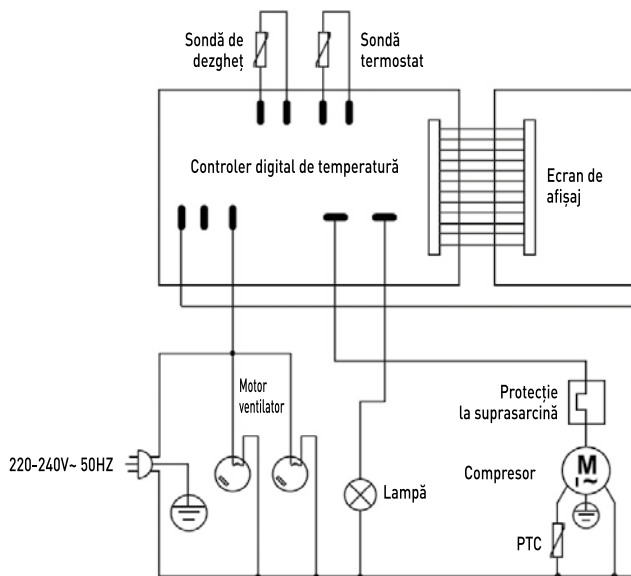 Sondă de
dezgheț
Sondă
termostat
Controler digital de temperatură
Ecran de
afișaj
Motor
ventilator
Protecție
la suprasarcină
220-240V~ 50HZ
Compresor
M
~
Lampă
PTC